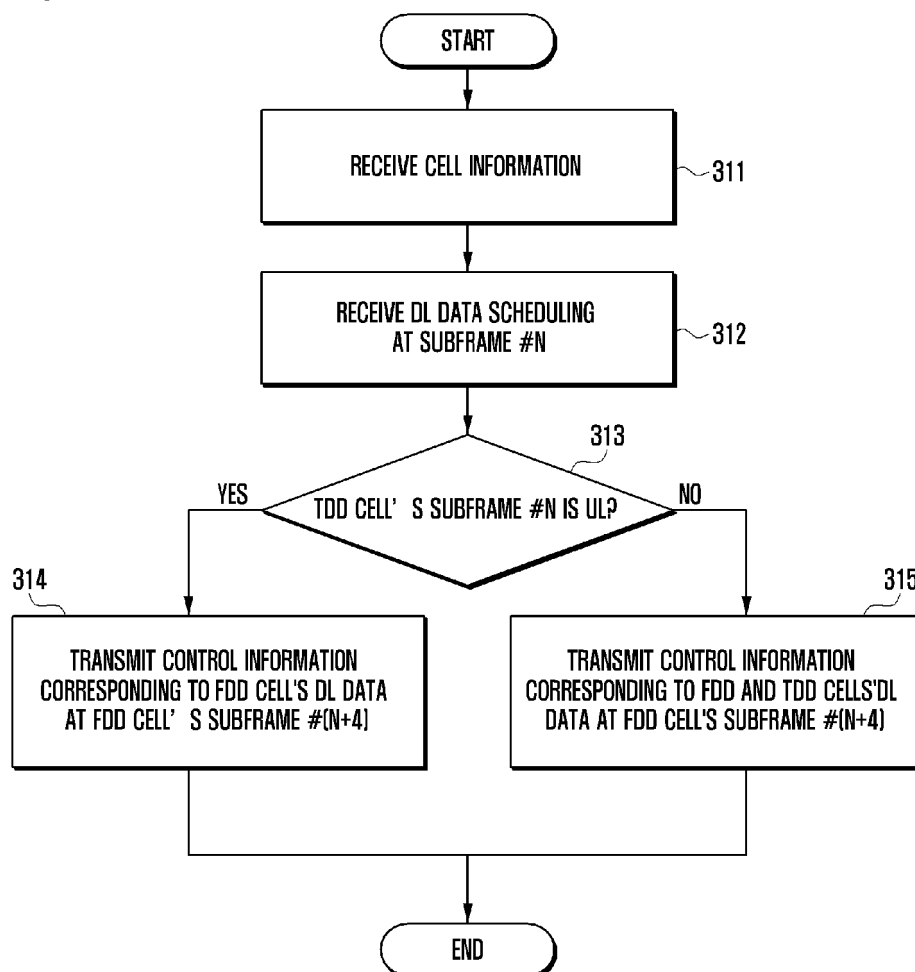 START
RECEIVE CELL INFORMATION
311
RECEIVE DL DATA SCHEDULING
AT SUBFRAME #N
312
313
YES
TDD CELL' S SUBFRAME #N IS UL?
NO
314
TRANSMIT CONTROL INFORMATION
CORRESPONDING TO FDD CELL'S DL DATA
AT FDD CELL' S SUBFRAME #(N+4)
315
TRANSMIT CONTROL INFORMATION
CORRESPONDING TO FDD AND TDD CELLS'DL
DATA AT FDD CELL'S SUBFRAME #(N+4)
END